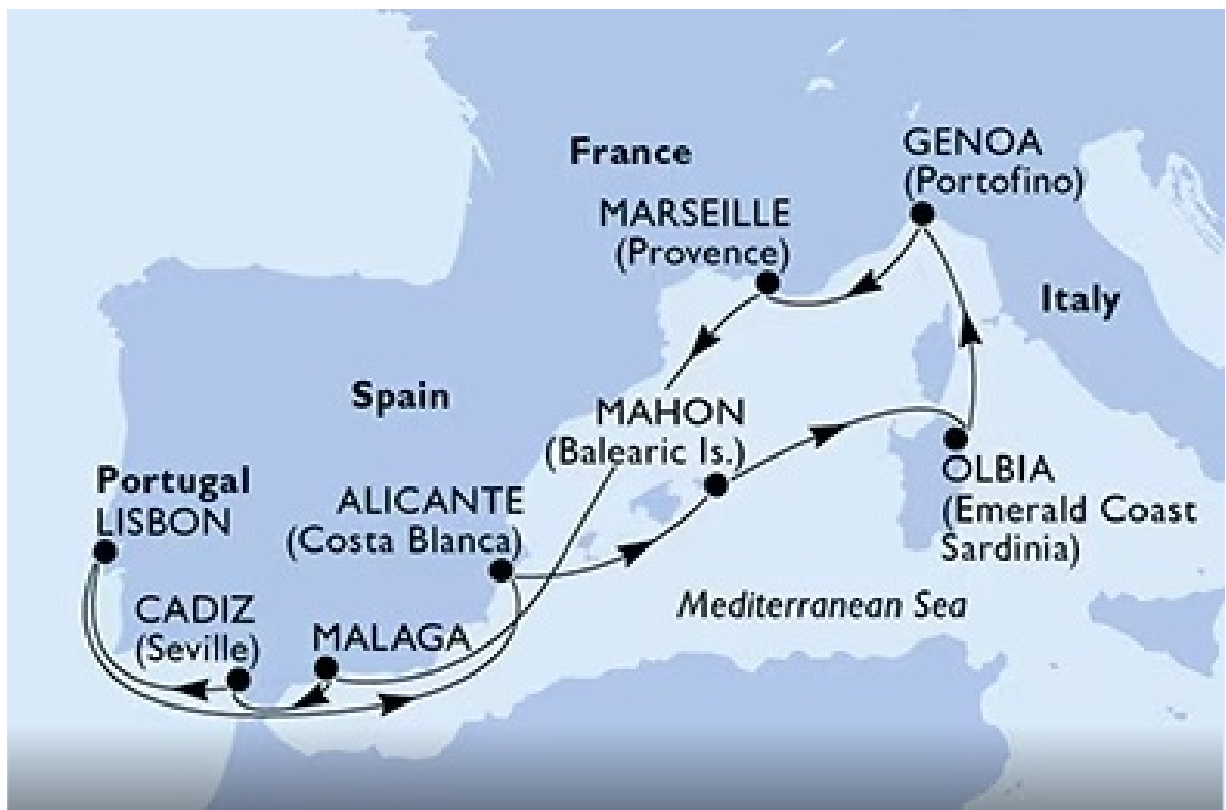 France
GENOA
(Portofino)
MARSEILLE
(Provence)
Italy
Spain
MAHON
(Balearic Is.)
Portugal
LISBON
ALICANTE
(Costa Blanca)
OLBIA
(Emerald Coast
Sardinia)
CADIZ
(Seville)
MALAGA
Mediterranean Sea